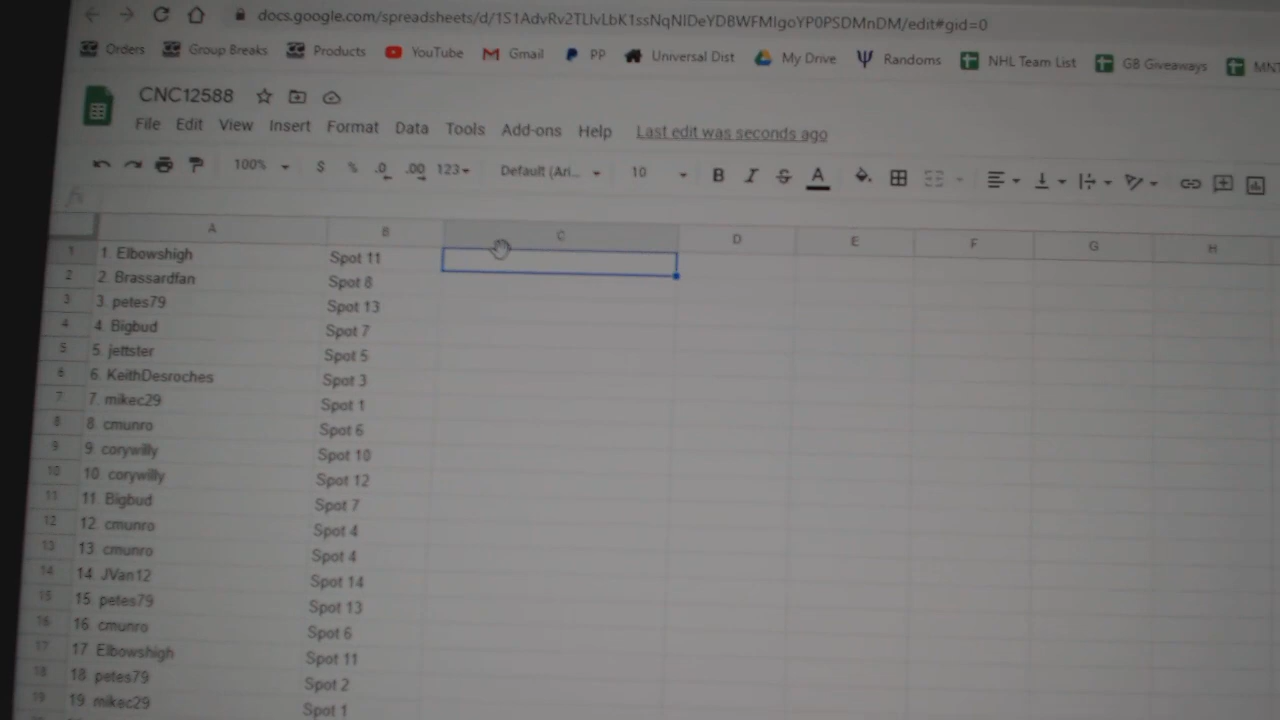 docs.google.com/spreadsheets/d/1S1AdvRv2TLlvLbK1ssNqNIDeYDBWFMIgoYP0PSDMnDM/edit#gid=0
Orders Group Breaks Products YouTube Gmail PP Universal Dist My Drive Randoms NHL Team List GB Giveaways MNT
CNC12588
File Edit View Insert Format Data Tools Add-ons Help Last edit was seconds ago
100% $ % .0 .00 123 Default (Ari... 10 B I S A
fx
A B C D E F G H
1 1. Elbowshigh Spot 11
2 2. Brassardfan Spot 8
3 3. petes79 Spot 13
4 4. Bigbud Spot 7
5 5. jettster Spot 5
6 6. KeithDesroches Spot 3
7 7. mikec29 Spot 1
8 8. cmunro Spot 6
9 9. corywilly Spot 10
10 10. corywilly Spot 12
11 11. Bigbud Spot 7
12 12. cmunro Spot 4
13 13. cmunro Spot 4
14 14. JVan12 Spot 14
15 15. petes79 Spot 13
16 16. cmunro Spot 6
17 17. Elbowshigh Spot 11
18 18. petes79 Spot 2
19 19. mikec29 Spot 1